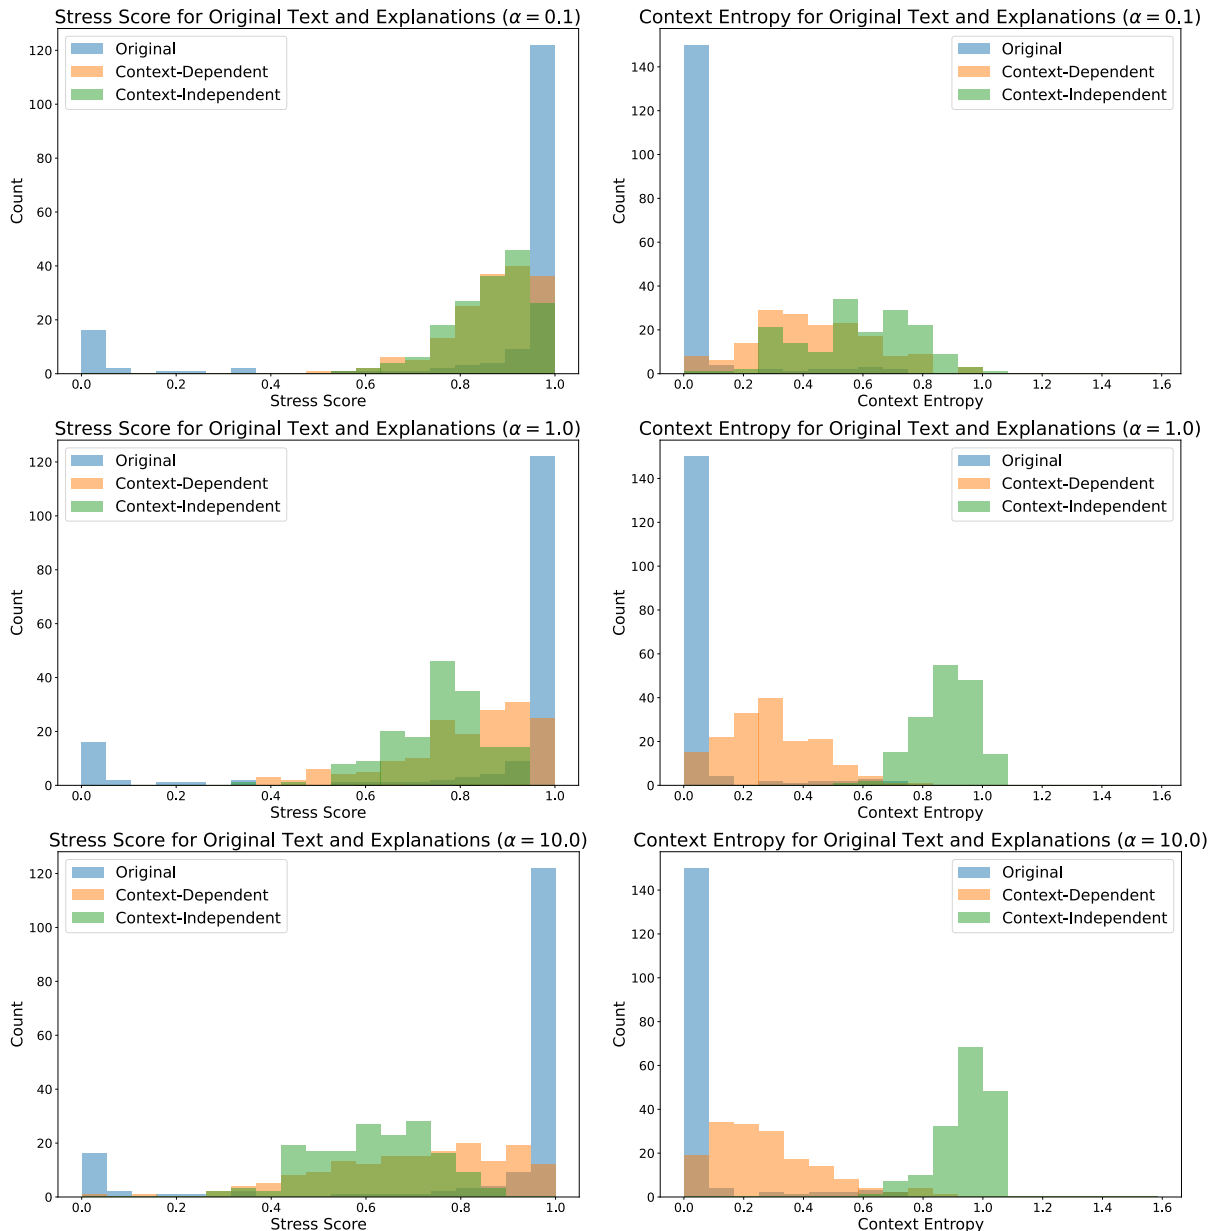 Stress Score for Original Text and Explanations (α = 0.1)
Original
Context-Dependent
Context-Independent
Count
120
100
80
60
40
20
0
0.0 0.2 0.4 0.6 0.8 1.0
Stress Score
Context Entropy for Original Text and Explanations (α = 0.1)
Original
Context-Dependent
Context-Independent
Count
140
120
100
80
60
40
20
0
0.0 0.2 0.4 0.6 0.8 1.0 1.2 1.4 1.6
Context Entropy
Stress Score for Original Text and Explanations (α = 1.0)
Original
Context-Dependent
Context-Independent
Count
120
100
80
60
40
20
0
0.0 0.2 0.4 0.6 0.8 1.0
Stress Score
Context Entropy for Original Text and Explanations (α = 1.0)
Original
Context-Dependent
Context-Independent
Count
140
120
100
80
60
40
20
0
0.0 0.2 0.4 0.6 0.8 1.0 1.2 1.4 1.6
Context Entropy
Stress Score for Original Text and Explanations (α = 10.0)
Original
Context-Dependent
Context-Independent
Count
120
100
80
60
40
20
0
0.0 0.2 0.4 0.6 0.8 1.0
Stress Score
Context Entropy for Original Text and Explanations (α = 10.0)
Original
Context-Dependent
Context-Independent
Count
140
120
100
80
60
40
20
0
0.0 0.2 0.4 0.6 0.8 1.0 1.2 1.4 1.6
Context Entropy